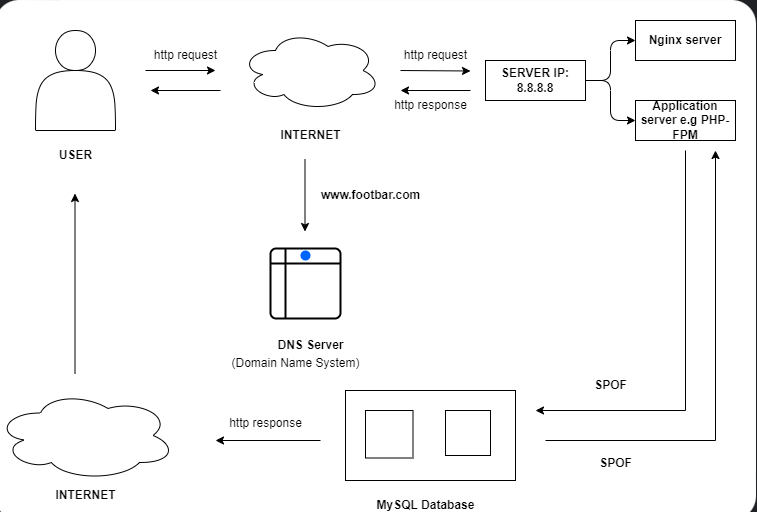 http request
http request
Nginx server
SERVER IP:
8.8.8.8
http response
Application
server e.g PHP-
FPM
INTERNET
USER
www.footbar.com
DNS Server
(Domain Name System)
SPOF
http response
SPOF
INTERNET
MySQL Database